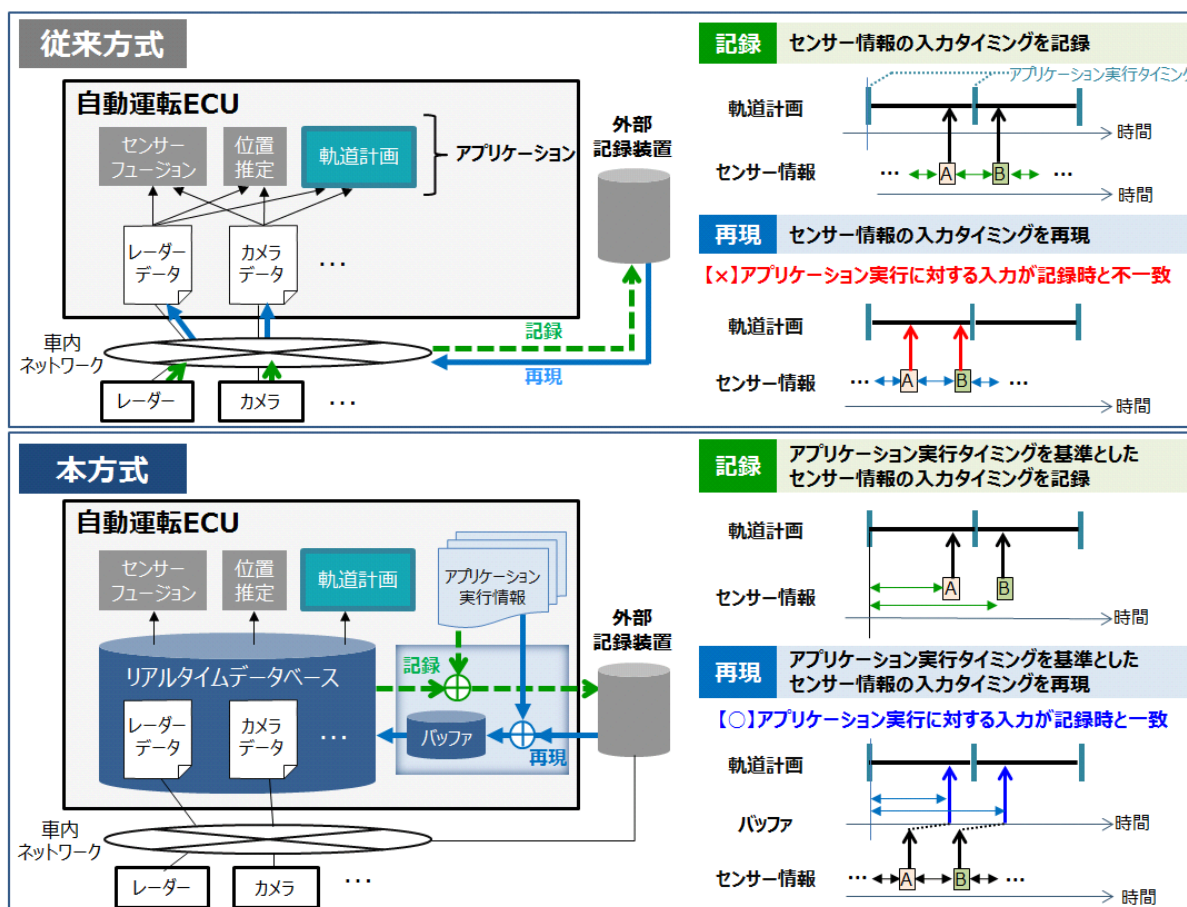 従来方式
自動運転ECU
センサー
フュージョン
位置
推定
軌道計画
アプリケーション
外部
記録装置
レーダー
データ
カメラ
データ
…
記録
再現
車内
ネットワーク
レーダー
カメラ
…
記録
センサー情報の入力タイミングを記録
アプリケーション実行タイミング
軌道計画
時間
センサー情報
…
A
B
…
時間
再現
センサー情報の入力タイミングを再現
【×】アプリケーション実行に対する入力が記録時と不一致
軌道計画
センサー情報
…
A
B
…
時間
本方式
自動運転ECU
センサー
フュージョン
位置
推定
軌道計画
アプリケーション
実行情報
外部
記録装置
リアルタイムデータベース
記録
レーダー
データ
カメラ
データ
…
バッファ
再現
車内
ネットワーク
レーダー
カメラ
…
記録
アプリケーション実行タイミングを基準とした
センサー情報の入力タイミングを記録
軌道計画
センサー情報
A
B
時間
再現
アプリケーション実行タイミングを基準とした
センサー情報の入力タイミングを再現
【○】アプリケーション実行に対する入力が記録時と一致
軌道計画
バッファ
時間
センサー情報
…
A
B
…
時間